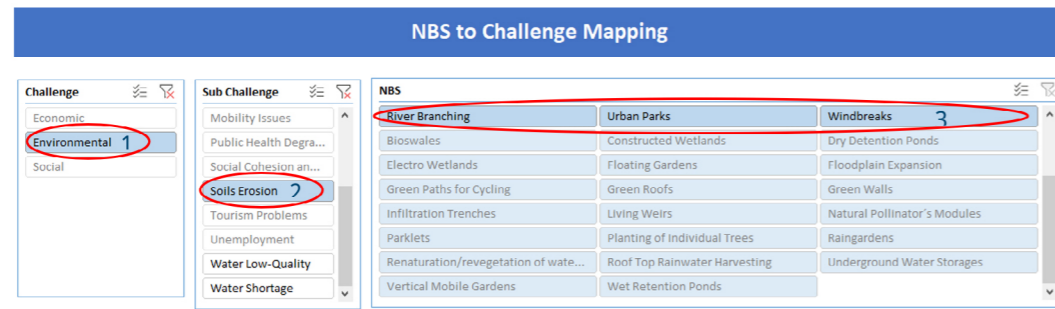 NBS to Challenge Mapping
Challenge
Economic
Environmental 1
Social
Sub Challenge
Mobility Issues
Public Health Degra...
Social Cohesion an...
Soils Erosion 2
Tourism Problems
Unemployment
Water Low-Quality
Water Shortage
NBS
River Branching Urban Parks Windbreaks 3
Bioswales Constructed Wetlands Dry Detention Ponds
Electro Wetlands Floating Gardens Floodplain Expansion
Green Paths for Cycling Green Roofs Green Walls
Infiltration Trenches Living Weirs Natural Pollinator´s Modules
Parklets Planting of Individual Trees Raingardens
Renaturation/revegetation of wate... Roof Top Rainwater Harvesting Underground Water Storages
Vertical Mobile Gardens Wet Retention Ponds